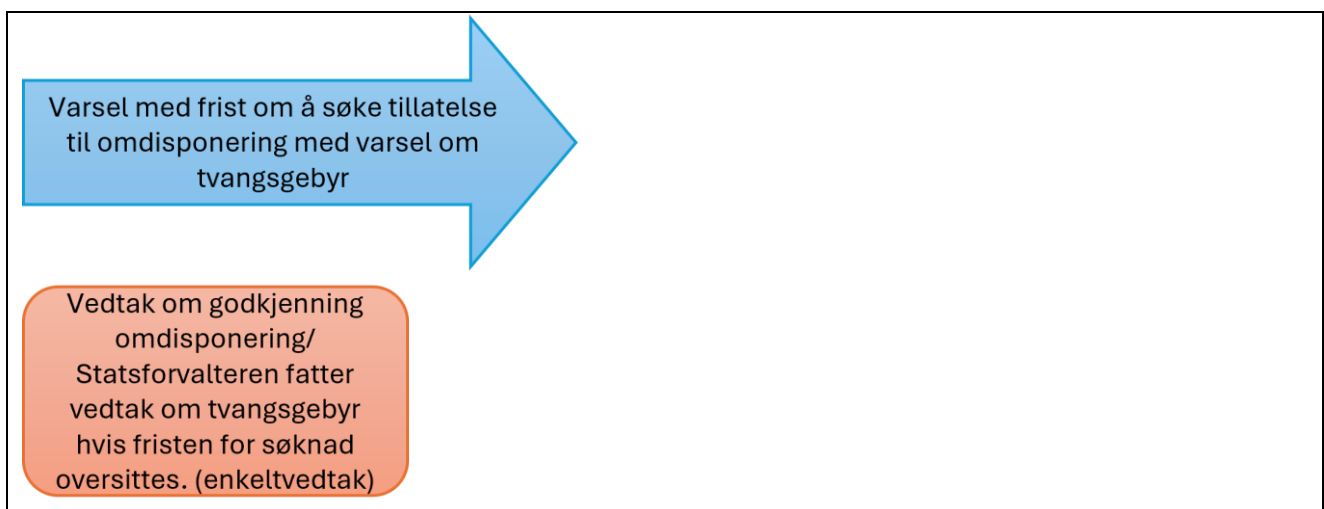 Varsel med frist om å søke tillatelse
til omdisponering med varsel om
tvangsgebyr
Vedtak om godkjenning
omdisponering/
Statsforvalteren fatter
vedtak om tvangsgebyr
hvis fristen for søknad
oversittes. (enkeltvedtak)